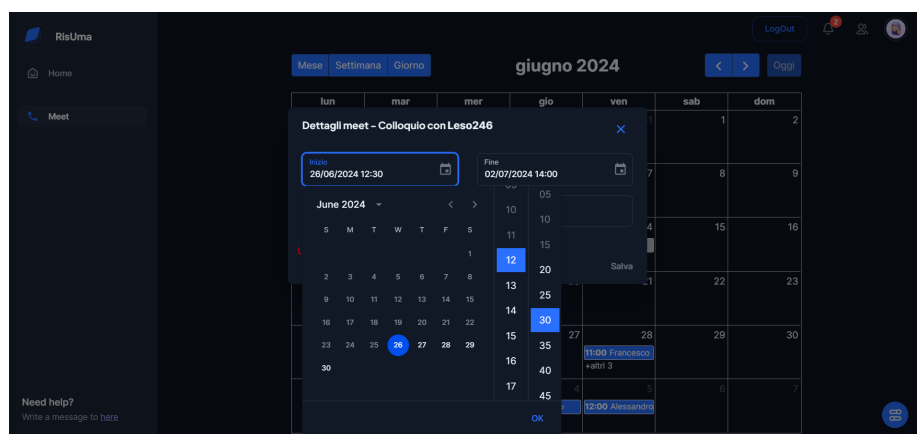 RisUma
LogOut
2
Home
Meet
Mese Settimana Giorno
giugno 2024
Oggi
lun mar mer gio ven sab dom
1 2
Dettagli meet – Colloquio con Leso246
Inizio
26/06/2024 12:30
Fine
02/07/2024 14:00
7 8 9
June 2024
S M T W T F S
1
2 3 4 5 6 7 8
9 10 11 12 13 14 15
16 17 18 19 20 21 22
23 24 25 26 27 28 29
30
10
11
12
13
14
15
16
17
05
10
15
20
25
30
35
40
45
OK
4 15 16
Salva
22 23
27 28 29 30
11:00 Francesco
+altri 3
4 5 6 7
12:00 Alessandro
Need help?
Write a message to here